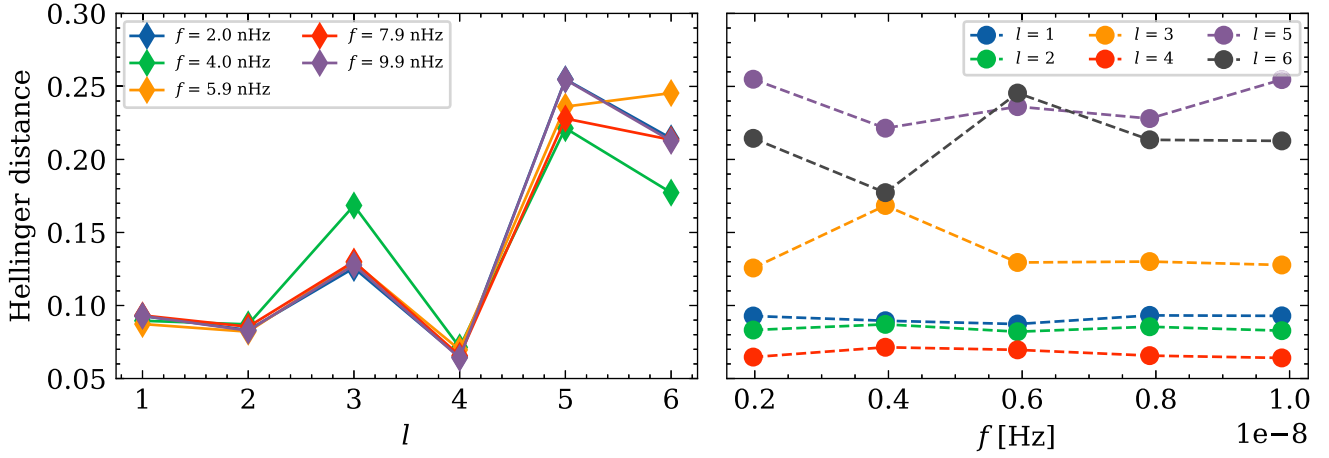 Hellinger distance
0.30
0.25
0.20
0.15
0.10
0.05
f = 2.0 nHz
f = 4.0 nHz
f = 5.9 nHz
f = 7.9 nHz
f = 9.9 nHz
1 2 3 4 5 6
l
l = 1
l = 2
l = 3
l = 4
l = 5
l = 6
0.2 0.4 0.6 0.8 1.0
1e−8
f [Hz]